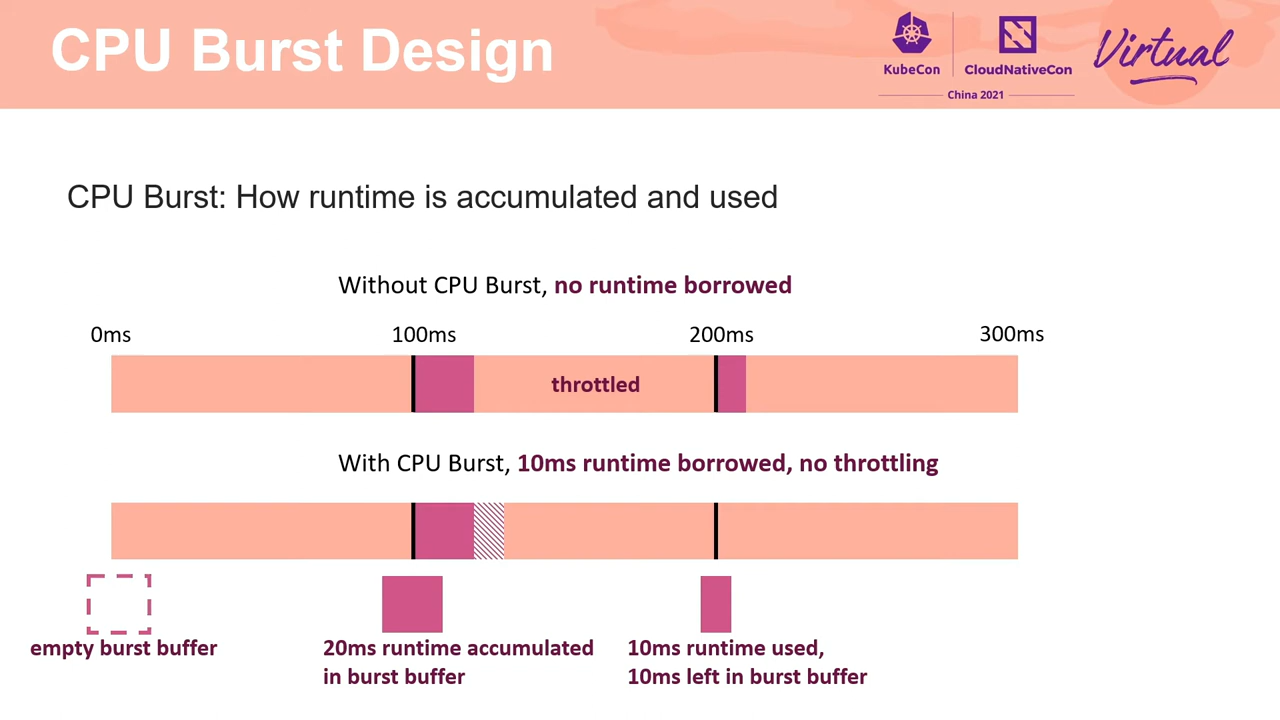 CPU Burst Design
KubeCon
CloudNativeCon
China 2021
Virtual
CPU Burst: How runtime is accumulated and used
Without CPU Burst, no runtime borrowed
0ms
100ms
200ms
300ms
throttled
With CPU Burst, 10ms runtime borrowed, no throttling
empty burst buffer
20ms runtime accumulated
in burst buffer
10ms runtime used,
10ms left in burst buffer